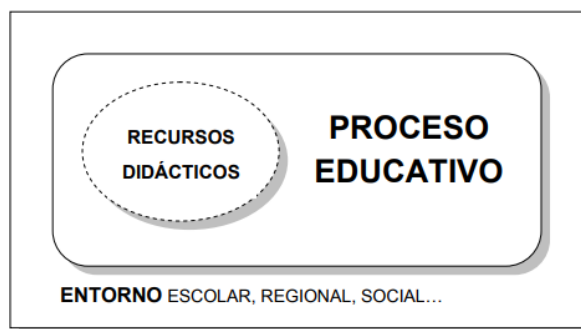 RECURSOS
DIDÁCTICOS
PROCESO
EDUCATIVO
ENTORNO ESCOLAR, REGIONAL, SOCIAL…